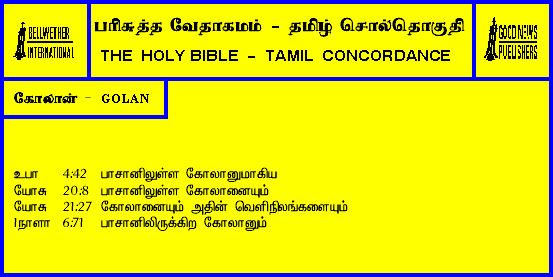 BELLWETHER
INTERNATIONAL
பரிசுத்த வேதாகமம் - தமிழ் சொல்தொகுதி
THE HOLY BIBLE - TAMIL CONCORDANCE
GOOD NEWS
PUBLISHERS
கோலான் - GOLAN
உபா 4:42 பாசானிலுள்ள கோலானுமாகிய
யோசு 20:8 பாசானிலுள்ள கோலானையும்
யோசு 21:27 கோலானையும் அதின் வெளிநிலங்களையும்
1நாளா 6:71 பாசானிலிருக்கிற கோலானும்